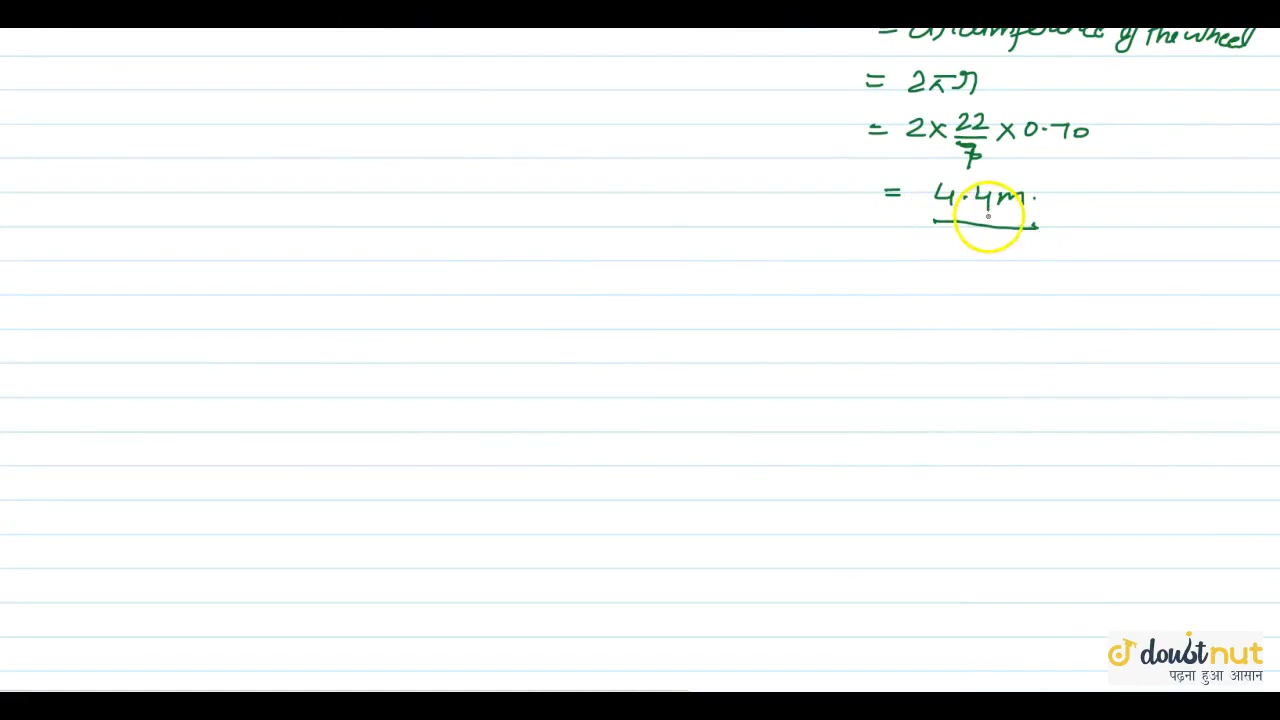 = circumference of the wheel
= 2πr
= 2 × 22/7 × 0.70
= 4.4m.
doubtnut
पढ़ना हुआ आसान